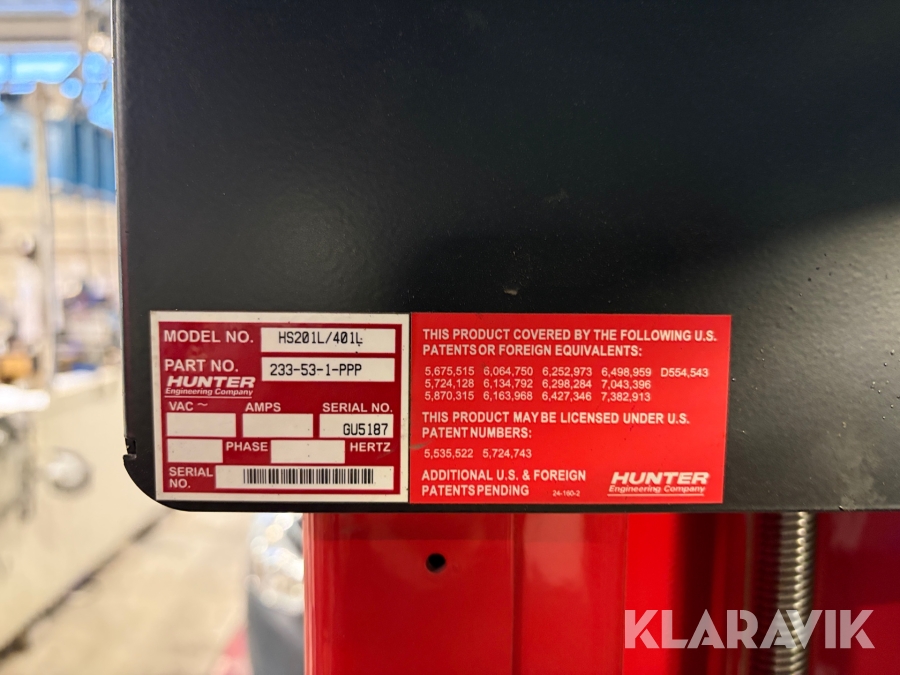 MODEL NO. HS201L/401L
PART NO. 233-53-1-PPP
HUNTER
Engineering Company
VAC ~ AMPS SERIAL NO.
GU5187
PHASE HERTZ
SERIAL
NO.
THIS PRODUCT COVERED BY THE FOLLOWING U.S.
PATENTS OR FOREIGN EQUIVALENTS:
5,675,515 6,064,750 6,252,973 6,498,959 D554,543
5,724,128 6,134,792 6,298,284 7,043,396
5,870,315 6,163,968 6,427,346 7,382,913
THIS PRODUCT MAY BE LICENSED UNDER U.S.
PATENT NUMBERS:
5,535,522 5,724,743
ADDITIONAL U.S. & FOREIGN
PATENTS PENDING
24-160-2
HUNTER
Engineering Company
KLARAVIK